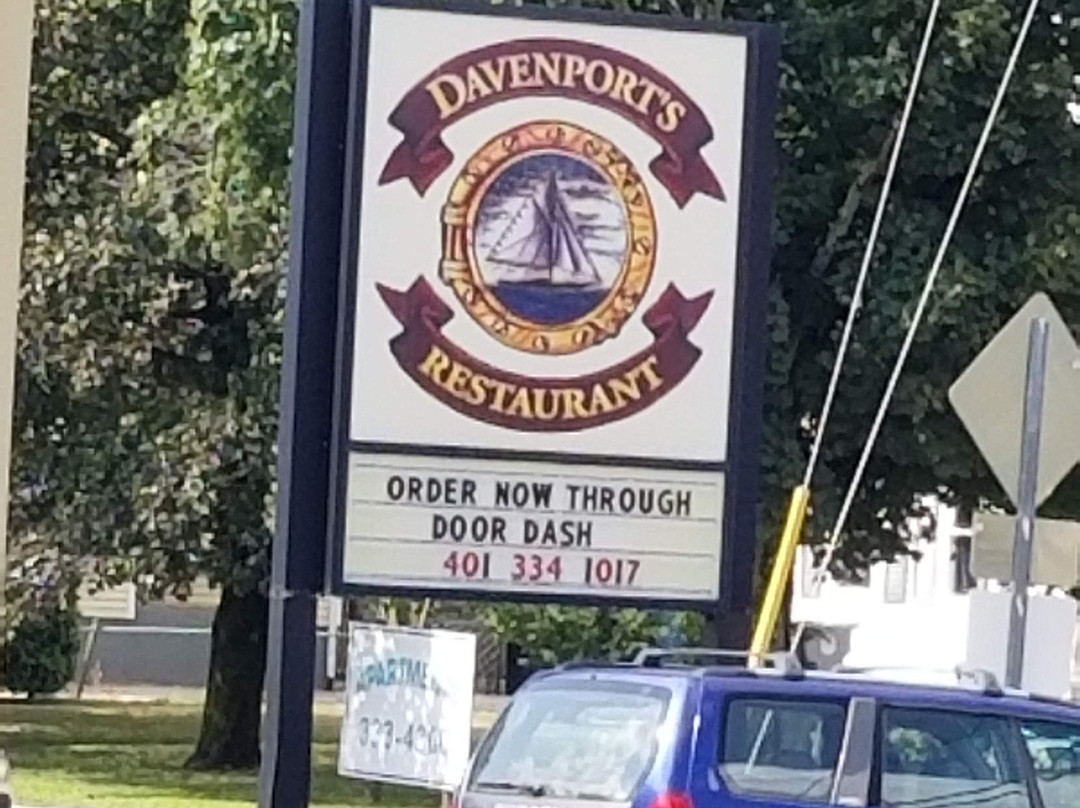 DAVENPORT'S
RESTAURANT
ORDER NOW THROUGH
DOOR DASH
401 334 1017